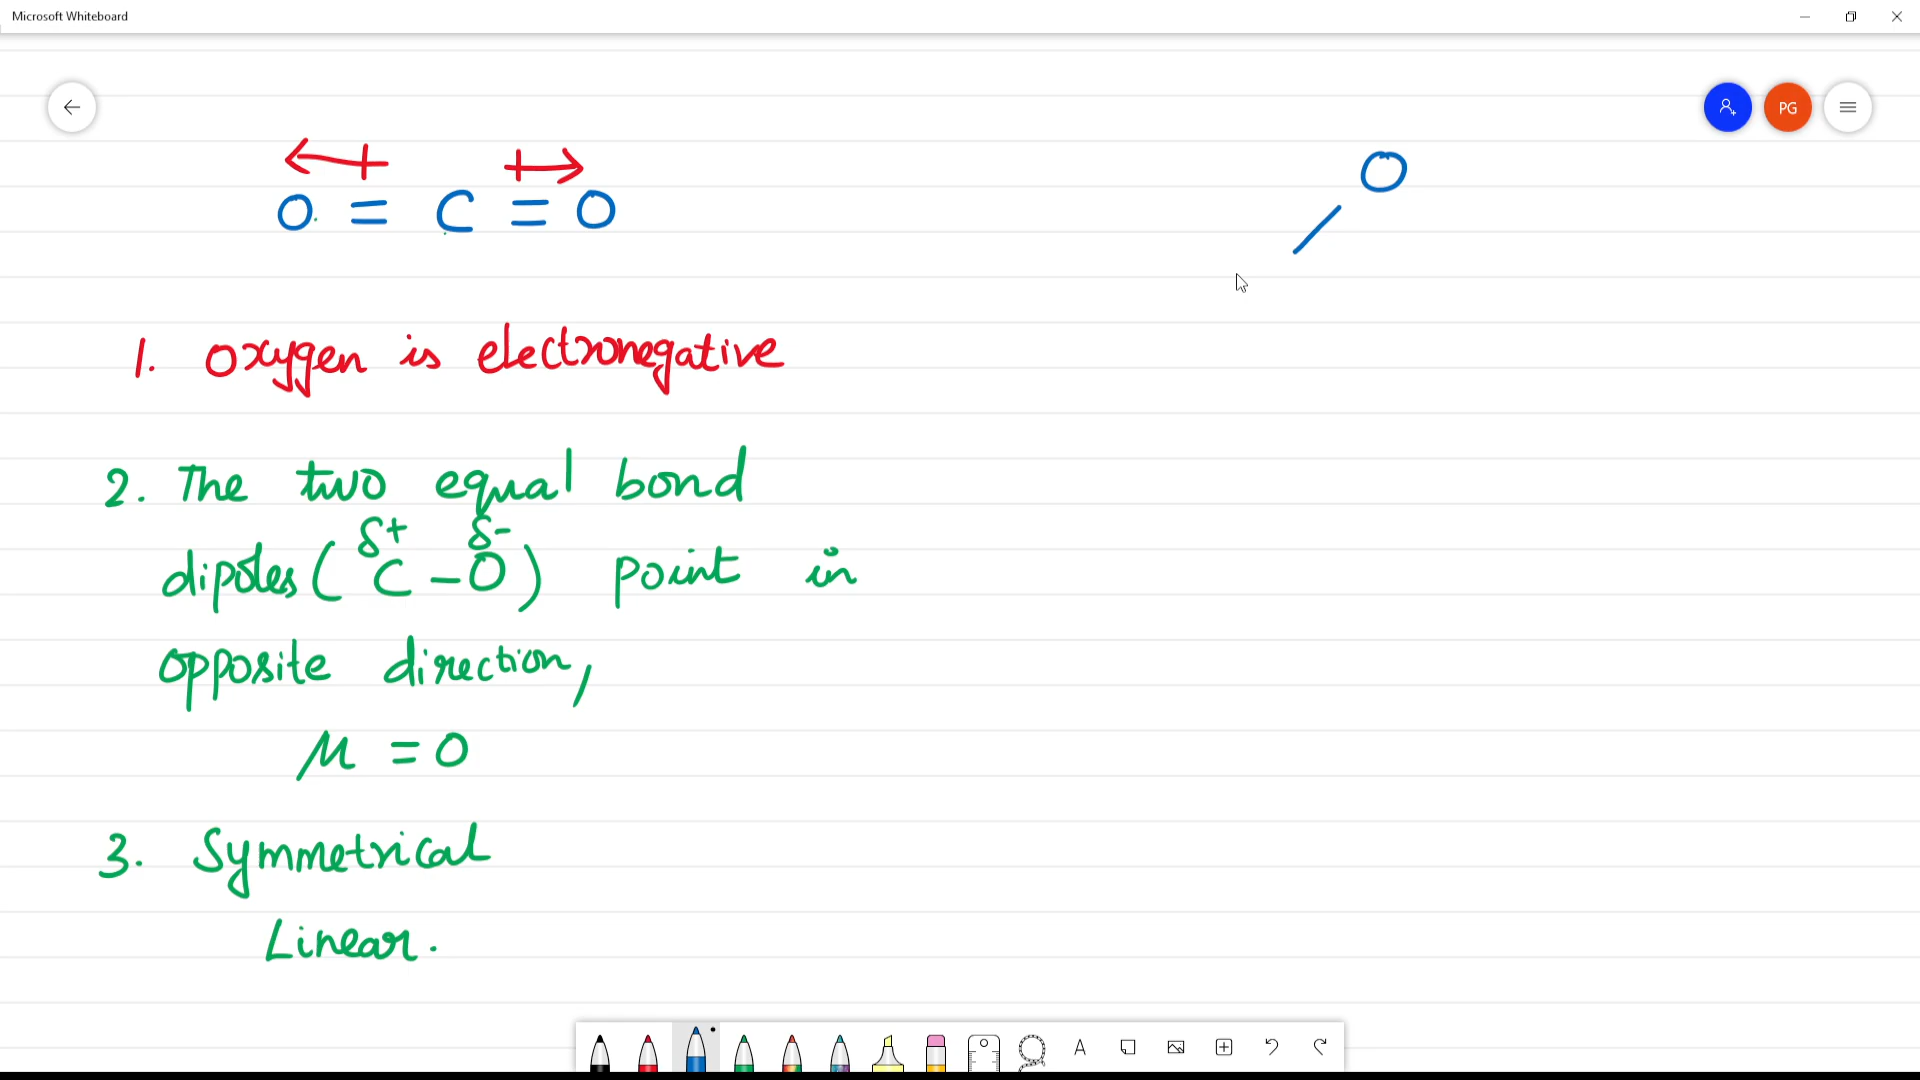 Microsoft Whiteboard
PG
O = C = O
O
1. Oxygen is electronegative
2. The two equal bond
δ+ δ-
dipoles (C - O) point in
opposite direction,
μ = 0
3. Symmetrical
Linear.
A